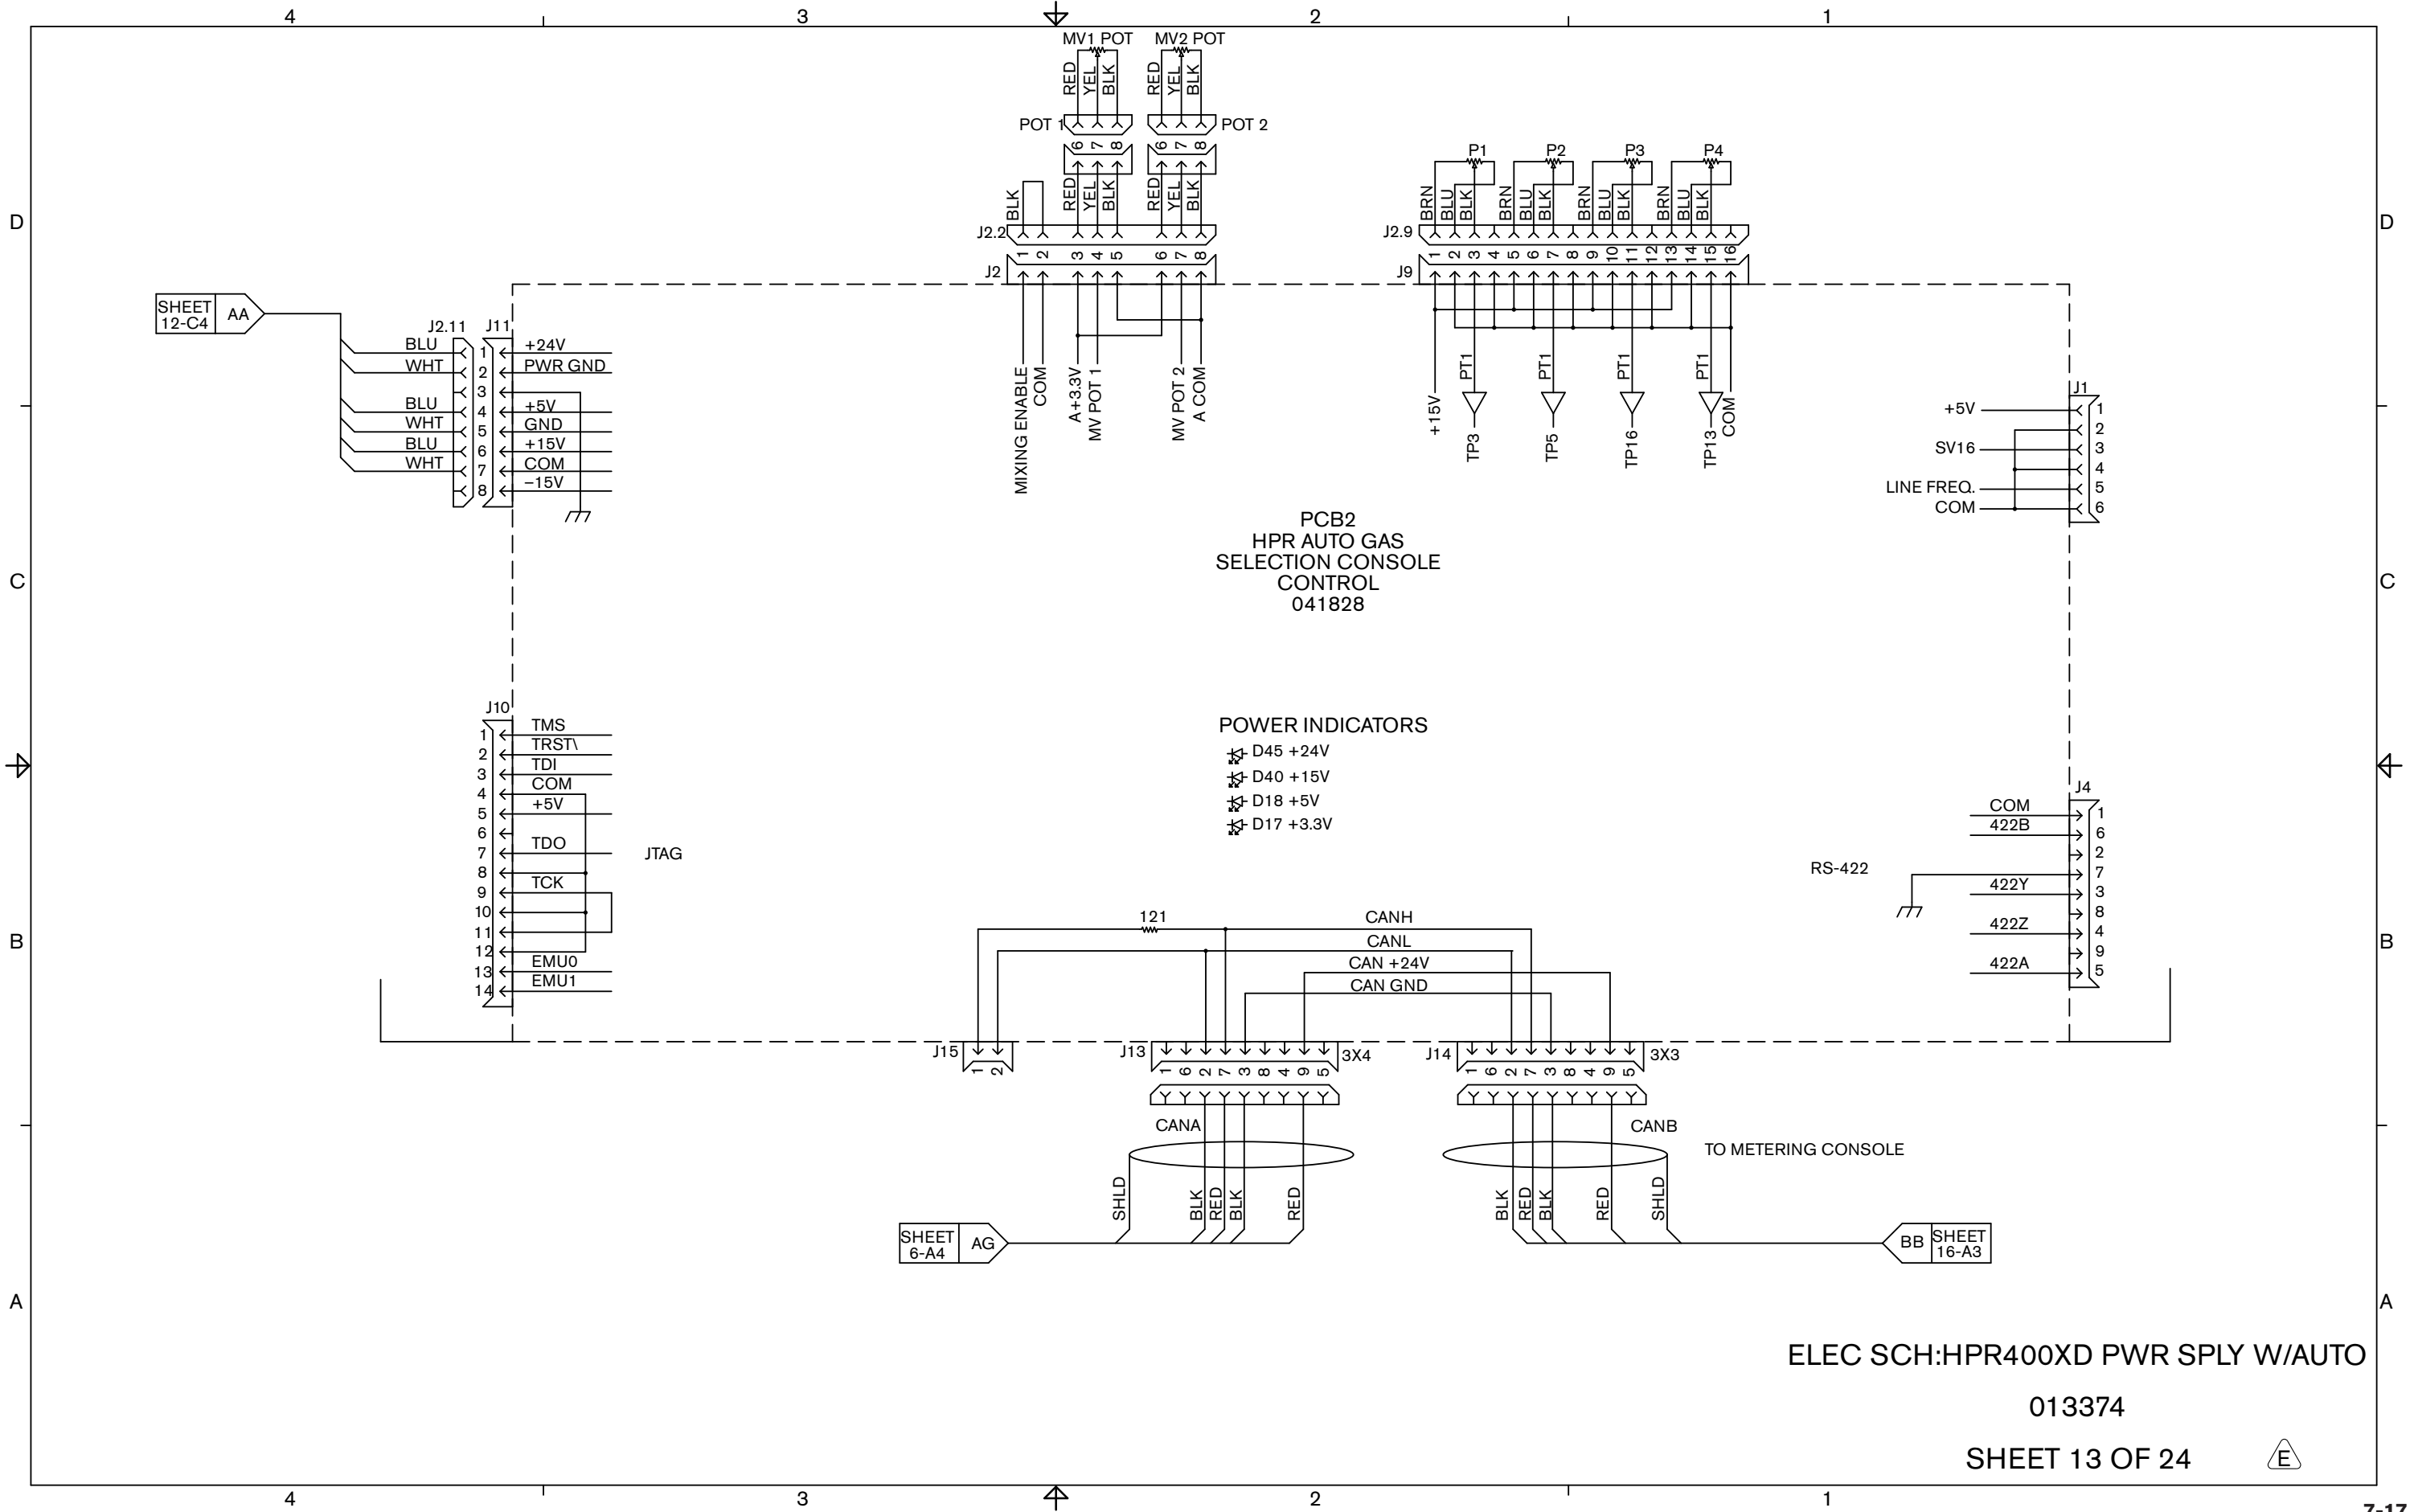 4 3 2 1
MV1 POT MV2 POT
RED YEL BLK RED YEL BLK
POT 1 POT 2
6 7 8 6 7 8
P1 P2 P3 P4
BLK RED YEL BLK RED YEL BLK
BRN BLU BLK BRN BLU BLK BRN BLU BLK BRN BLU BLK
D D
J2.2 J2.9
1 2 3 4 5 6 7 8
1 2 3 4 5 6 7 8 9 10 11 12 13 14 15 16
J2 J9
SHEET
12-C4
AA
J2.11 J11
BLU 1 +24V
WHT 2 PWR GND
3
BLU 4 +5V
WHT 5 GND
BLU 6 +15V
WHT 7 COM
8 –15V
MIXING ENABLE
COM
A+3.3V
MV POT 1
MV POT 2
A COM
+15V
PT1 PT1 PT1 PT1
TP3 TP5 TP16 TP13
COM
J1
+5V 1
2
SV16 3
4
LINE FREQ. 5
COM 6
PCB2
HPR AUTO GAS
SELECTION CONSOLE
CONTROL
041828
C C
J10
1 TMS
2 TRST\
3 TDI
4 COM
5 +5V
6
7 TDO
8
9 TCK
10
11
12
13 EMU0
14 EMU1
JTAG
POWER INDICATORS
D45 +24V
D40 +15V
D18 +5V
D17 +3.3V
J4
COM 1
422B 6
2
7
422Y 3
8
422Z 4
9
422A 5
RS-422
B B
121 CANH
CANL
CAN +24V
CAN GND
J15 J13 3X4 J14 3X3
1 2
1 6 2 7 3 8 4 9 5
1 6 2 7 3 8 4 9 5
CANA CANB
TO METERING CONSOLE
SHLD BLK RED BLK RED
BLK RED BLK RED SHLD
SHEET
6-A4
AG
BB
SHEET
16-A3
A A
ELEC SCH:HPR400XD PWR SPLY W/AUTO
013374
SHEET 13 OF 24 E
4 3 2 1
7-17